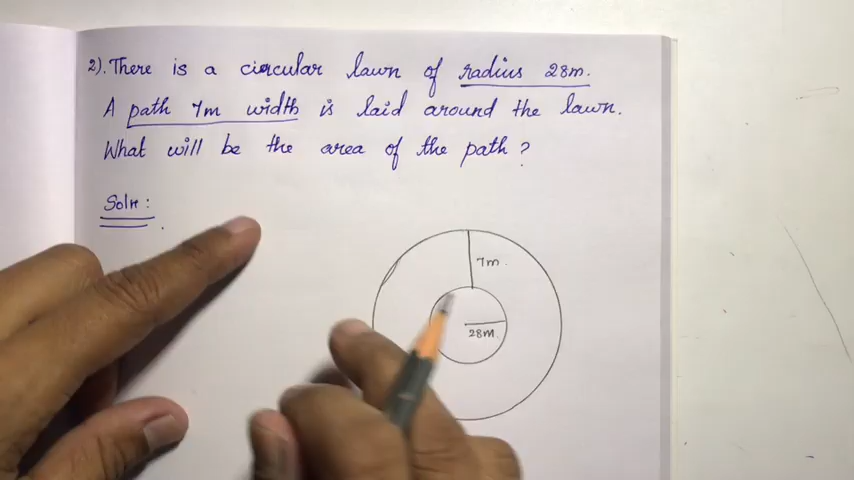 2). There is a circular lawn of radius 28m.
A path 7m width is laid around the lawn.
What will be the area of the path ?
Soln :
7m
28m.